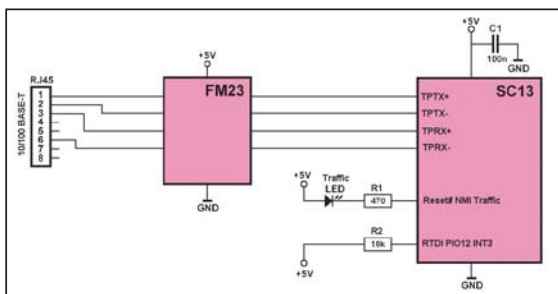 10/100 BASE-T
RJ45
1
2
3
4
5
6
7
8
+5V
FM23
GND
+5V
C1
100n
GND
SC13
TPTX+
TPTX-
TPRX+
TPRX-
Traffic
LED
+5V
R1
470
Reset# NMI Traffic
R2
10k
RTDI PIO12 INT3
+5V
GND